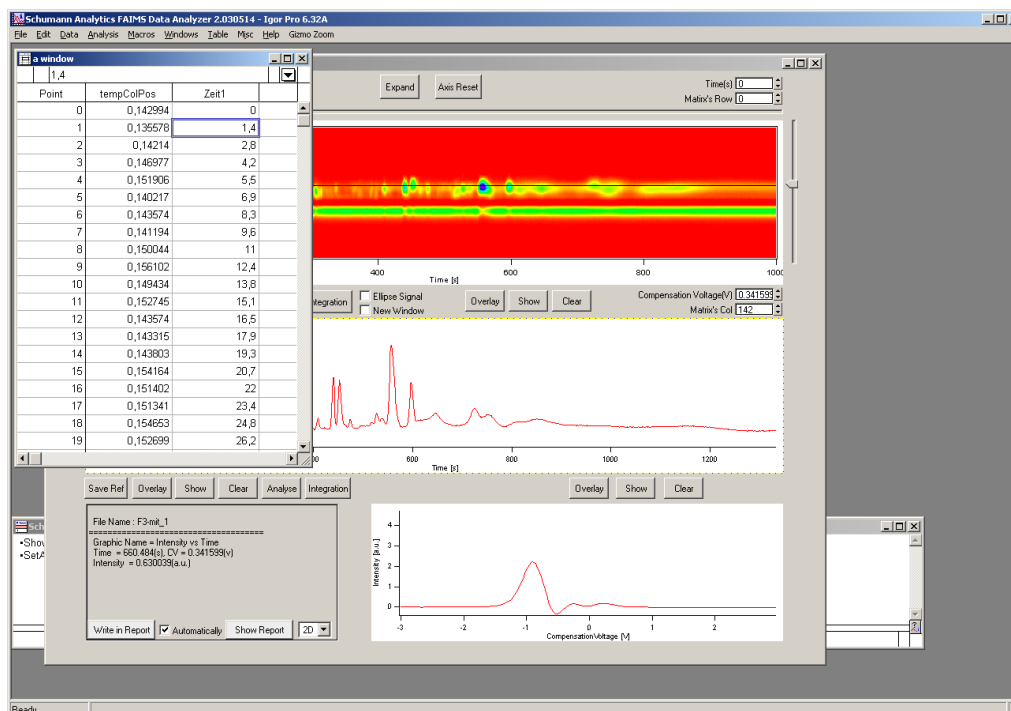 Schumann Analytics FAIMS Data Analyzer 2.030514 - Igor Pro 6.32A
File Edit Data Analysis Macros Windows Table Misc Help Gizmo Zoom
a window
1,4
Point tempColPos Zeit1
0 0,142994 0
1 0,135578 1,4
2 0,14214 2,8
3 0,146977 4,2
4 0,151906 5,5
5 0,140217 6,9
6 0,143574 8,3
7 0,141194 9,6
8 0,150044 11
9 0,156102 12,4
10 0,149434 13,8
11 0,152745 15,1
12 0,143574 16,5
13 0,143315 17,9
14 0,143803 19,3
15 0,154164 20,7
16 0,151402 22
17 0,151341 23,4
18 0,154653 24,8
19 0,152699 26,2
Expand Axis Reset
Time(s) 0
Matirx's Row 0
400 600 800 1000
Time [s]
ntegration Ellipse Signal
New Window
Overlay Show Clear
Compensation Voltage(V) 0.341599
Matrix's Col 142
600 800 1000 1200
Time [s]
Save Ref Overlay Show Clear Analyse Integration
Overlay Show Clear
File Name : F3-mit_1
====================================
Graphic Name = Intensity vs Time
Time = 660.484(s), CV = 0.341599(v)
Intensity = 0.630039(a.u.)
Write in Report Automatically Show Report 2D
Intensity [a.u.]
4
3
2
1
0
-3 -2 -1 0 1 2
Compensation Voltage [V]
Sch
•Shov
•SetA
Ready